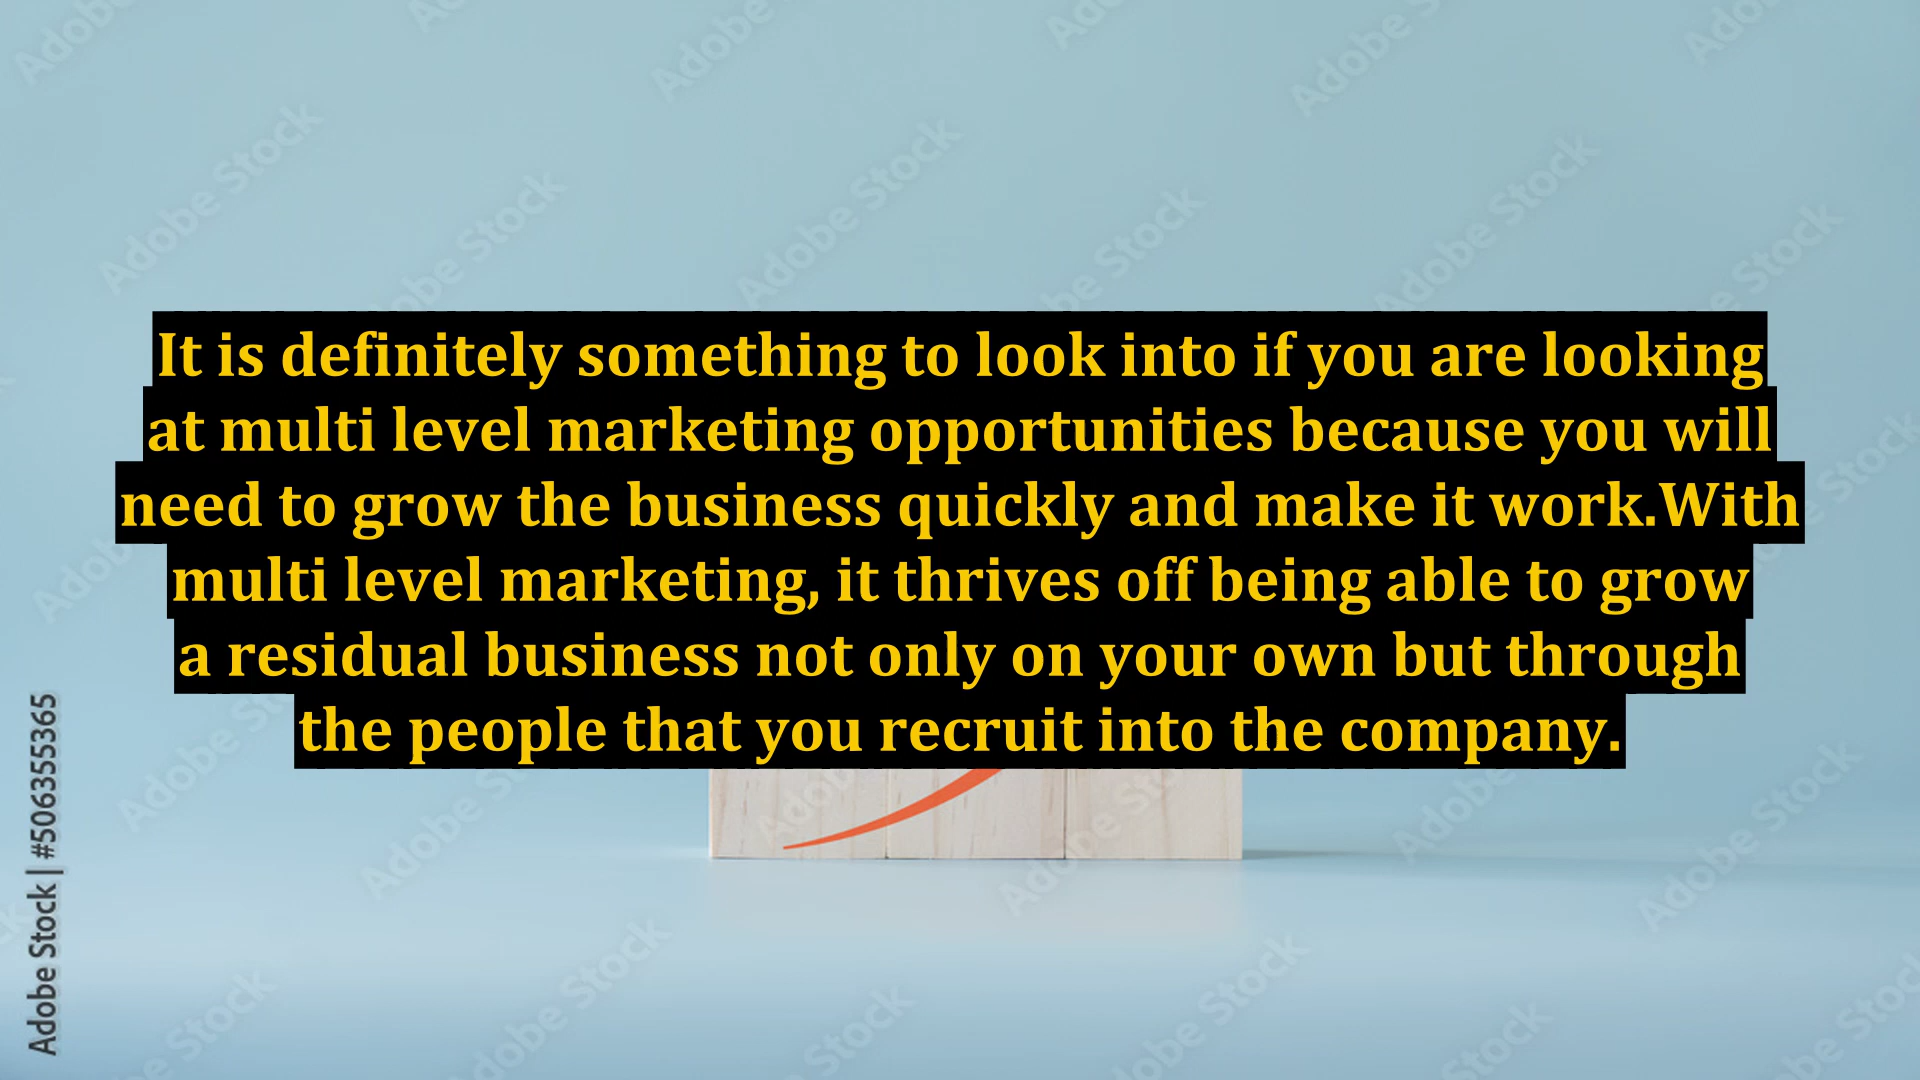 It is definitely something to look into if you are looking
at multi level marketing opportunities because you will
need to grow the business quickly and make it work.With
multi level marketing, it thrives off being able to grow
a residual business not only on your own but through
the people that you recruit into the company.
Adobe Stock | #506355365